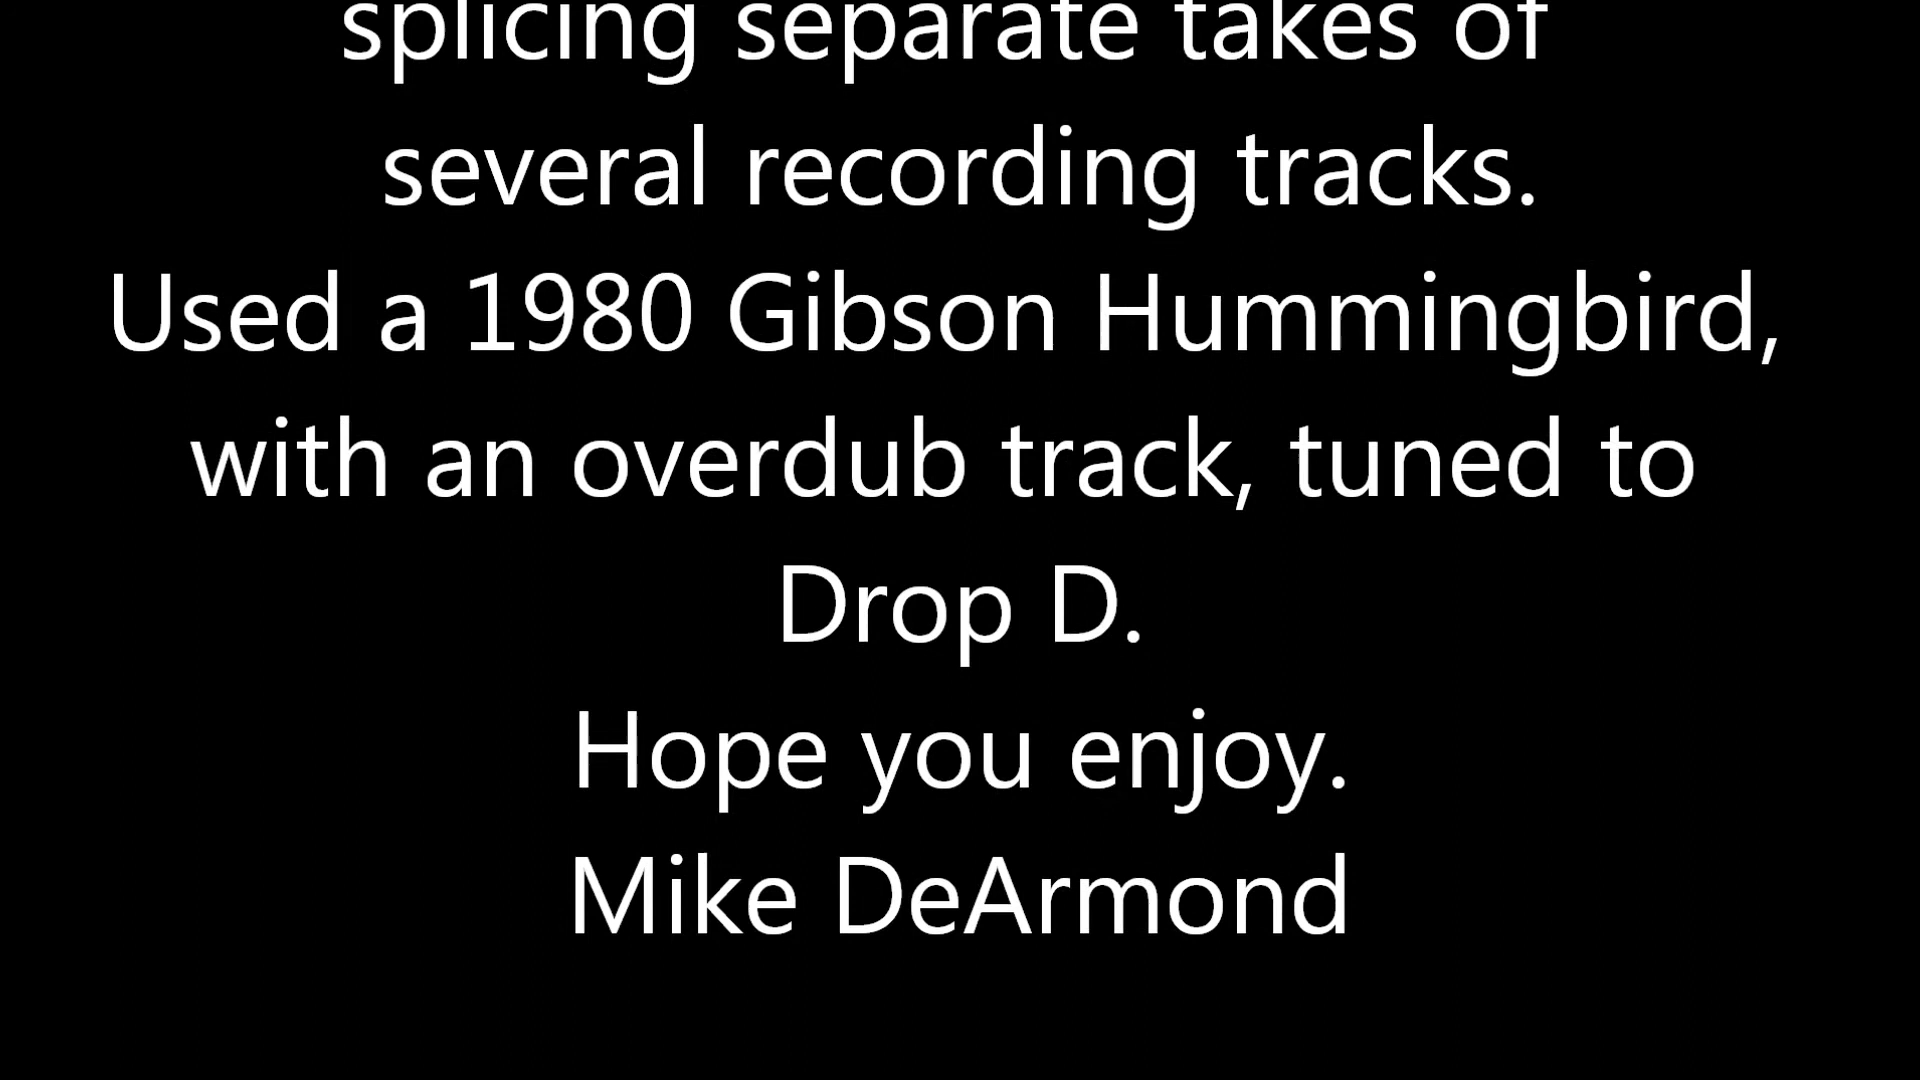 splicing separate takes of
several recording tracks.
Used a 1980 Gibson Hummingbird,
with an overdub track, tuned to
Drop D.
Hope you enjoy.
Mike DeArmond